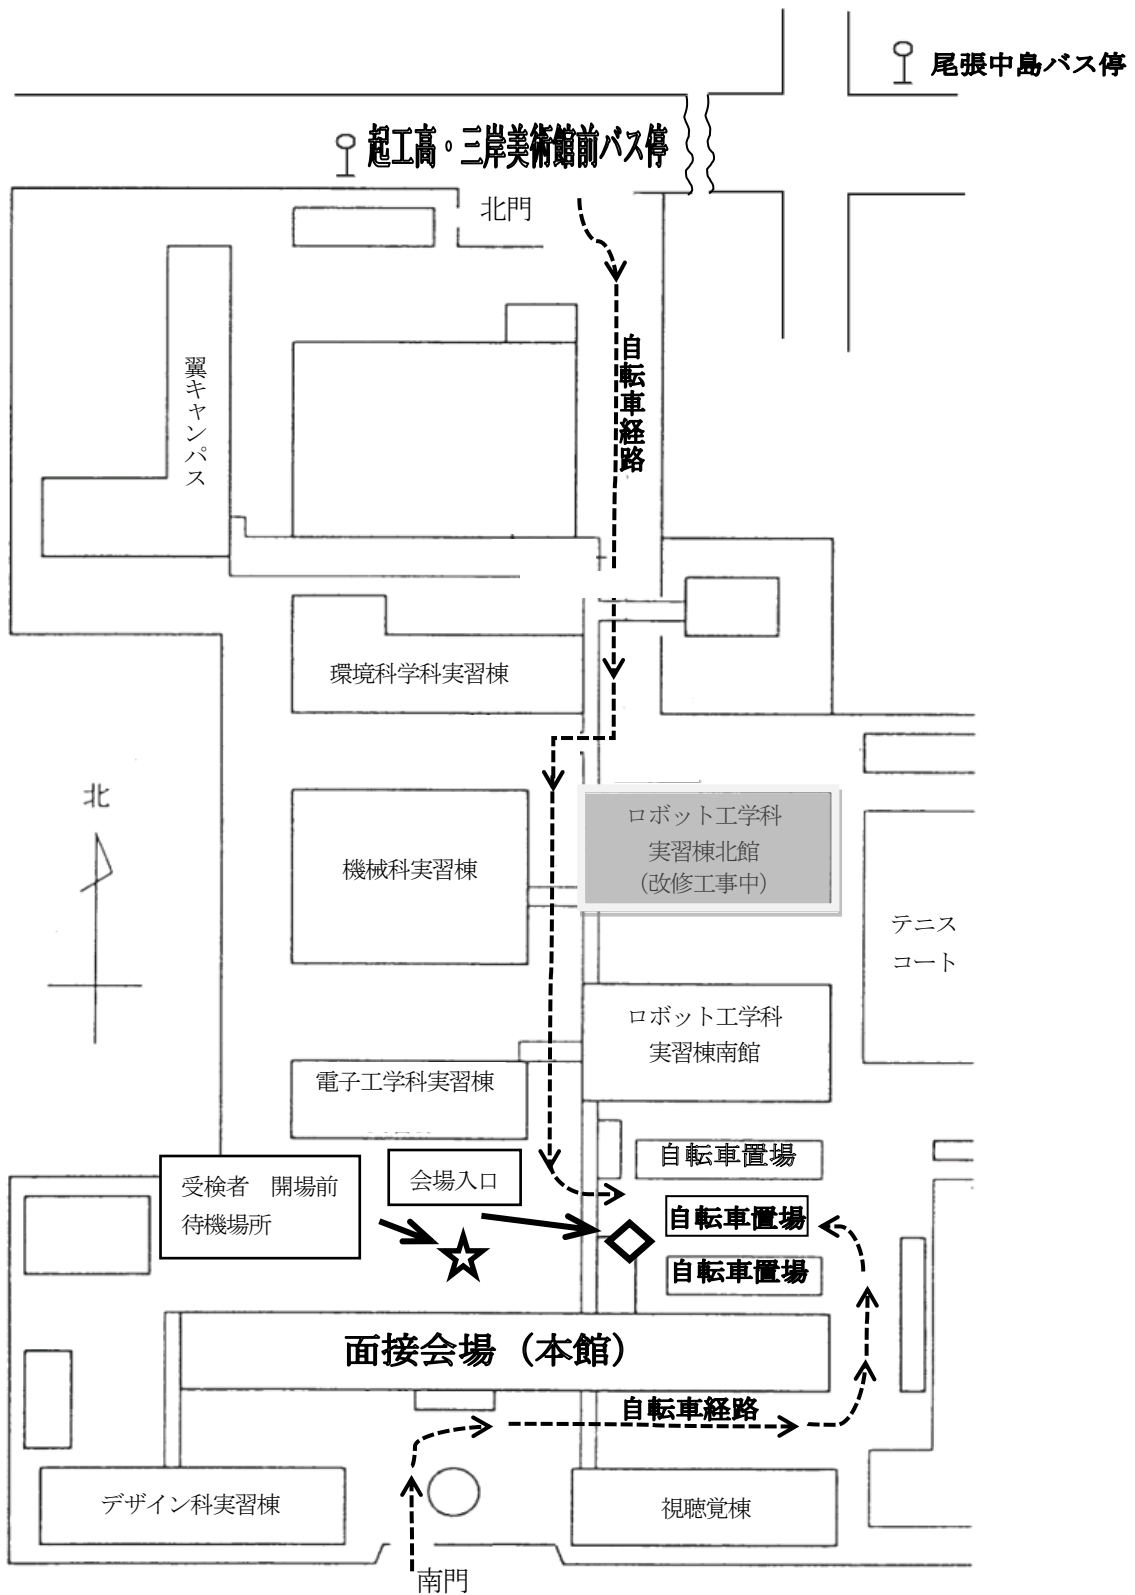 尾張中島バス停
起工高・三岸美術館前バス停
北門
自転車経路
翼キャンパス
環境科学科実習棟
北
ロボット工学科
実習棟北館
(改修工事中)
機械科実習棟
テニス
コート
ロボット工学科
実習棟南館
電子工学科実習棟
自転車置場
会場入口
受検者 開場前
待機場所
自転車置場
自転車置場
面接会場（本館）
自転車経路
デザイン科実習棟
視聴覚棟
南門